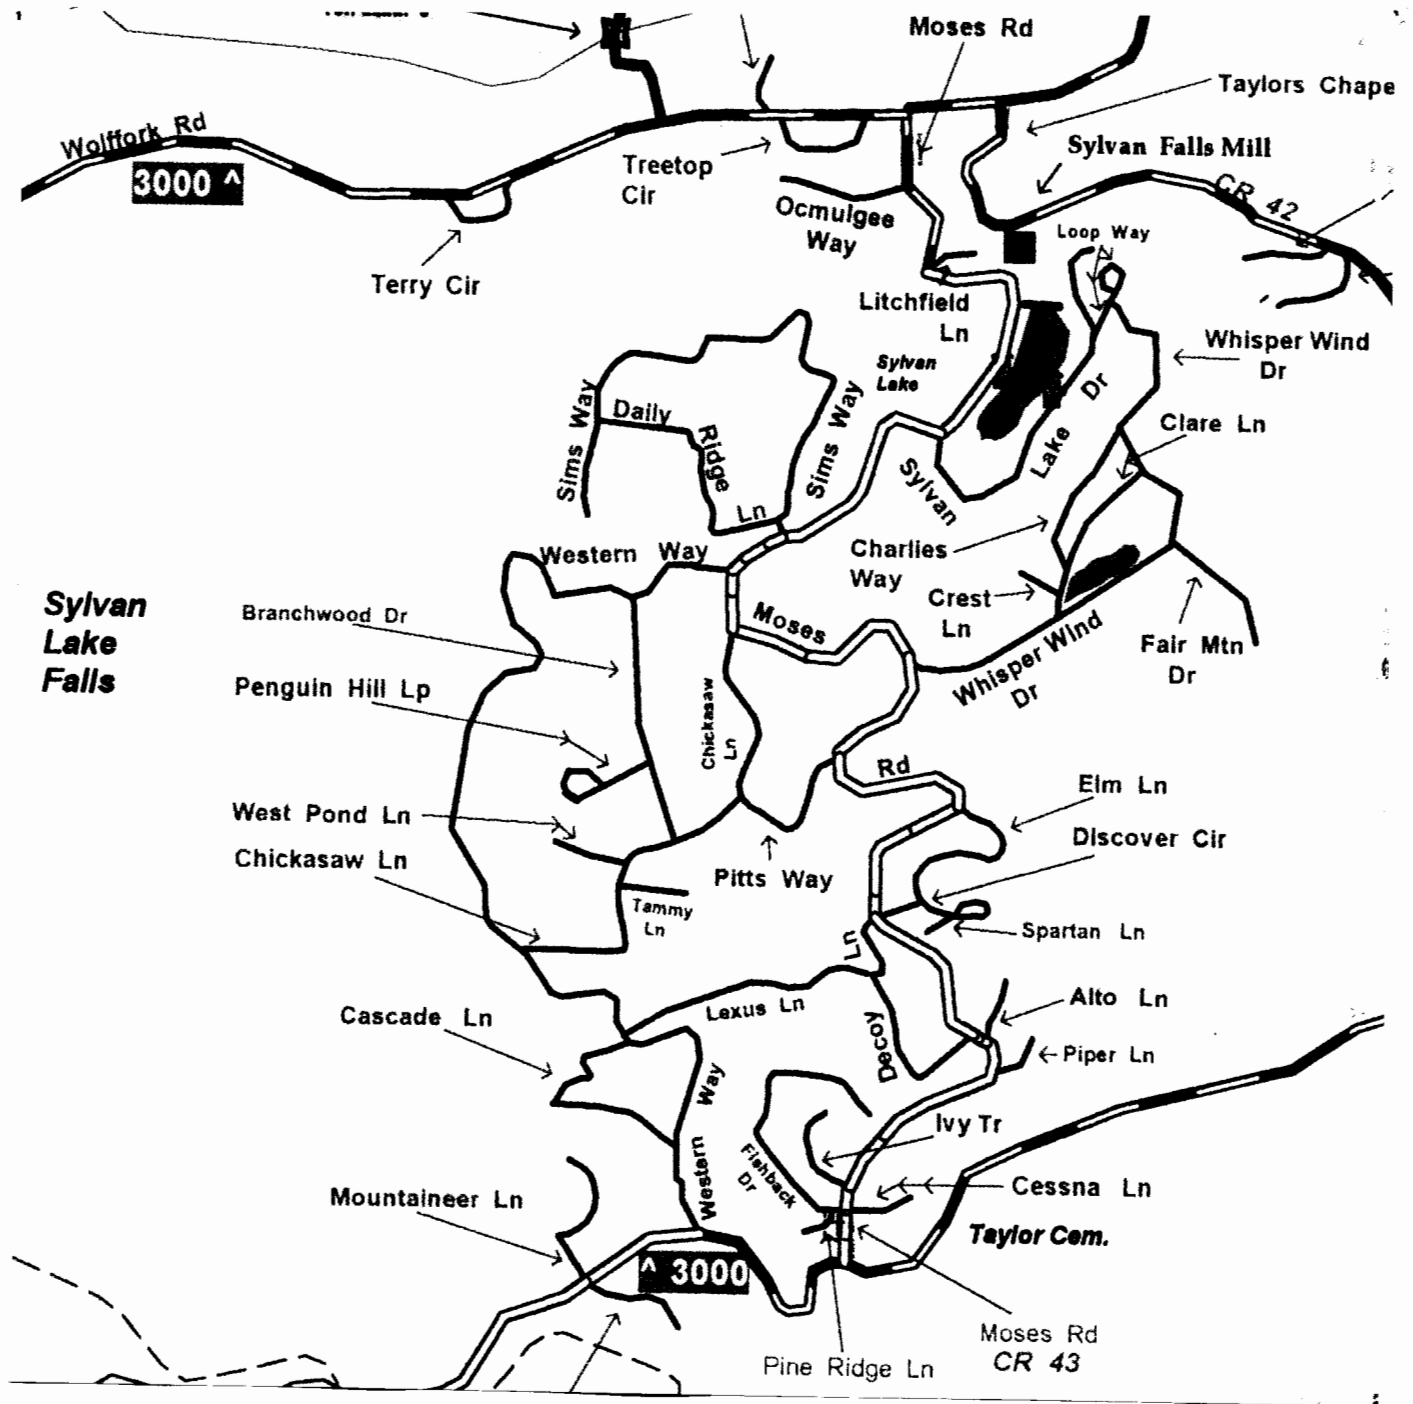 Moses Rd
Taylors Chape
Wolffork Rd
Sylvan Falls Mill
3000 ^
Treetop
Cir
CR 42
Ocmulgee
Way
Loop Way
Terry Cir
Litchfield
Ln
Whisper Wind
Dr
Sylvan
Lake
Sims Way
Daily
Ridge
Ln
Sims Way
Sylvan
Lake
Dr
Clare Ln
Western Way
Charlies
Way
Crest
Ln
Sylvan
Lake
Falls
Branchwood Dr
Moses
Whisper Wind
Dr
Fair Mtn
Dr
Penguin Hill Lp
Chickasaw
Ln
Rd
Elm Ln
West Pond Ln
Discover Cir
Chickasaw Ln
Pitts Way
Tammy
Ln
Spartan Ln
Ln
Decoy
Alto Ln
Cascade Ln
Lexus Ln
Piper Ln
Western
Way
Ivy Tr
Fishback
Dr
Mountaineer Ln
Cessna Ln
Taylor Cem.
^ 3000
Moses Rd
CR 43
Pine Ridge Ln